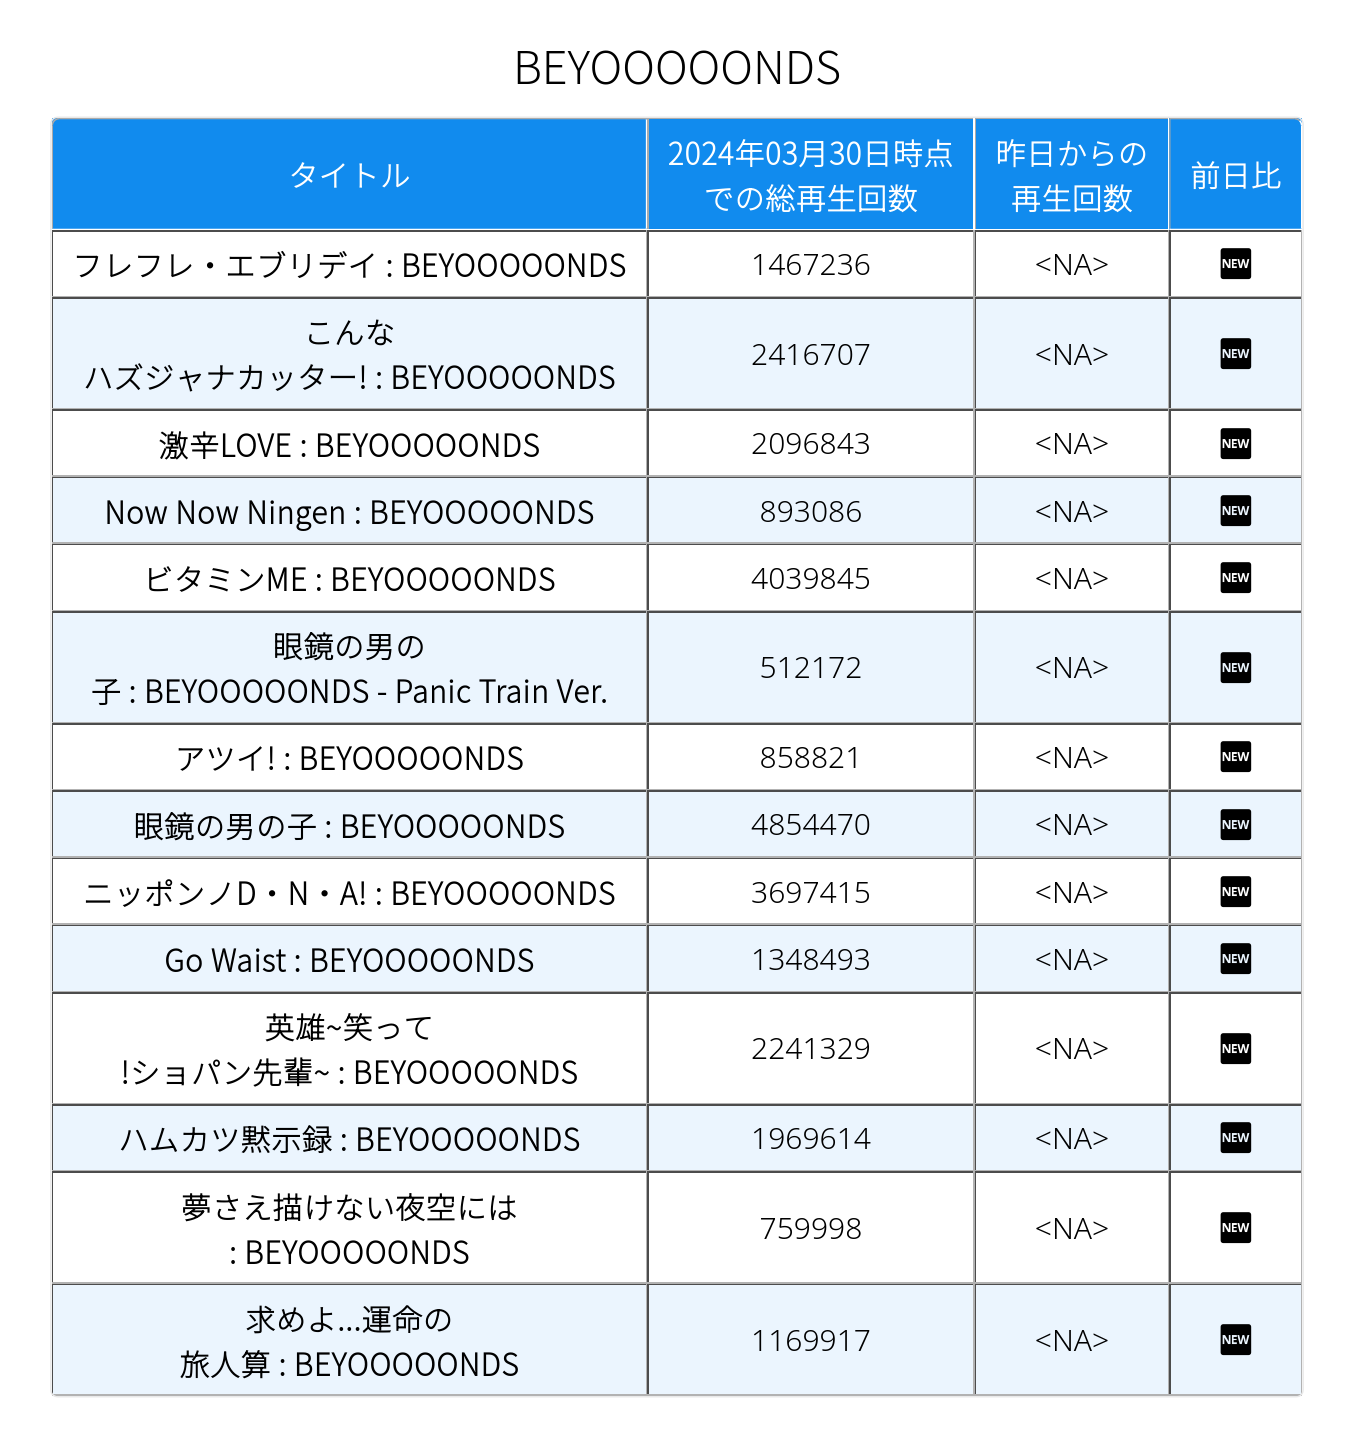 BEYOOOOONDS
タイトル
2024年03月30日時点
での総再生回数
昨日からの
再生回数
前日比
フレフレ・エブリデイ : BEYOOOOONDS
1467236
<NA>
NEW
こんな
ハズジャナカッター! : BEYOOOOONDS
2416707
<NA>
NEW
激辛LOVE : BEYOOOOONDS
2096843
<NA>
NEW
Now Now Ningen : BEYOOOOONDS
893086
<NA>
NEW
ビタミンME : BEYOOOOONDS
4039845
<NA>
NEW
眼鏡の男の
子 : BEYOOOOONDS - Panic Train Ver.
512172
<NA>
NEW
アツイ! : BEYOOOOONDS
858821
<NA>
NEW
眼鏡の男の子 : BEYOOOOONDS
4854470
<NA>
NEW
ニッポンノD・N・A! : BEYOOOOONDS
3697415
<NA>
NEW
Go Waist : BEYOOOOONDS
1348493
<NA>
NEW
英雄~笑って
!ショパン先輩~ : BEYOOOOONDS
2241329
<NA>
NEW
ハムカツ黙示録 : BEYOOOOONDS
1969614
<NA>
NEW
夢さえ描けない夜空には
: BEYOOOOONDS
759998
<NA>
NEW
求めよ...運命の
旅人算 : BEYOOOOONDS
1169917
<NA>
NEW